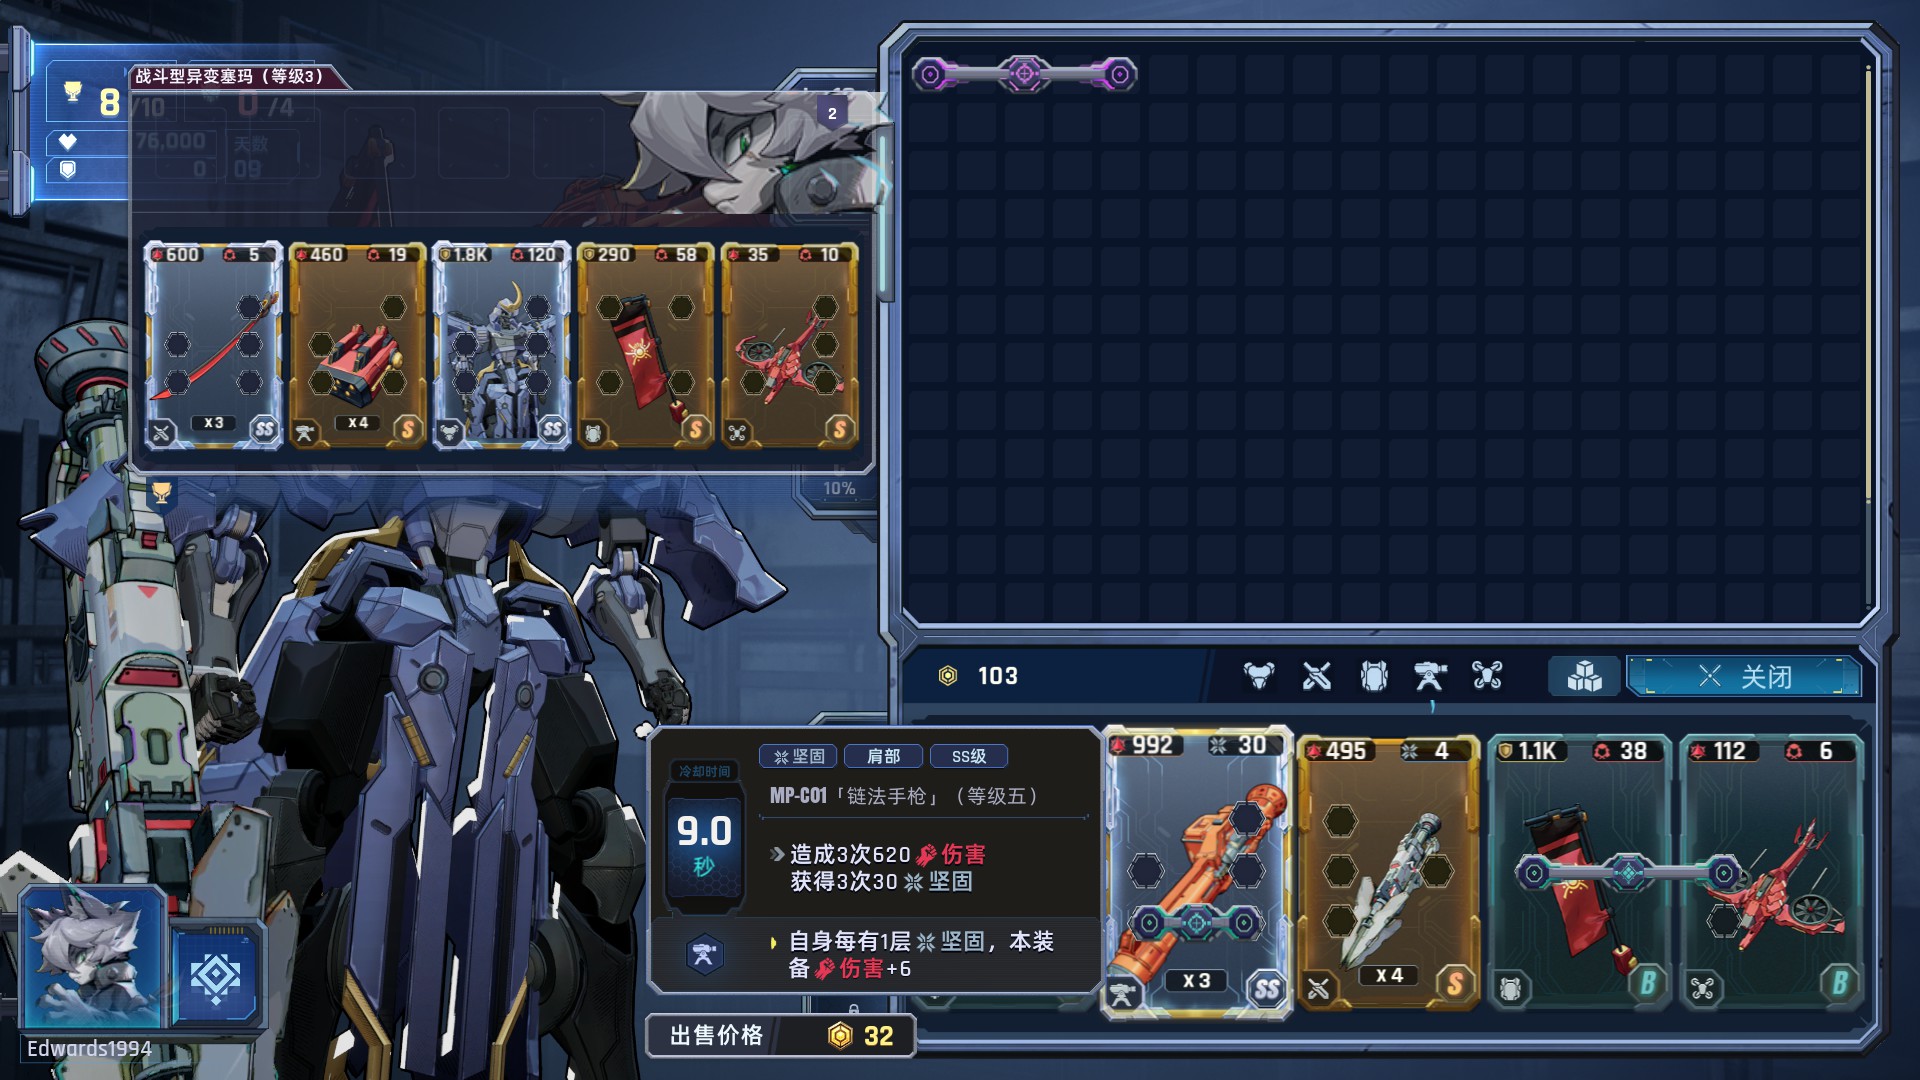 战斗型异变塞玛（等级3）
8/10
0/4
2
76,000
天数
0
09
600 5
460 19
1.8K 120
290 58
35 10
x3 SS
x4 S
SS
S
S
10%
103
关闭
992 30
495 4
1.1K 38
112 6
冷却时间
9.0
秒
坚固 肩部 SS级
MP-C01「链法手枪」（等级五）
造成3次620伤害
获得3次30坚固
自身每有1层坚固，本装
备伤害+6
x3 SS
x4 S
B
B
出售价格 32
Edwards1994